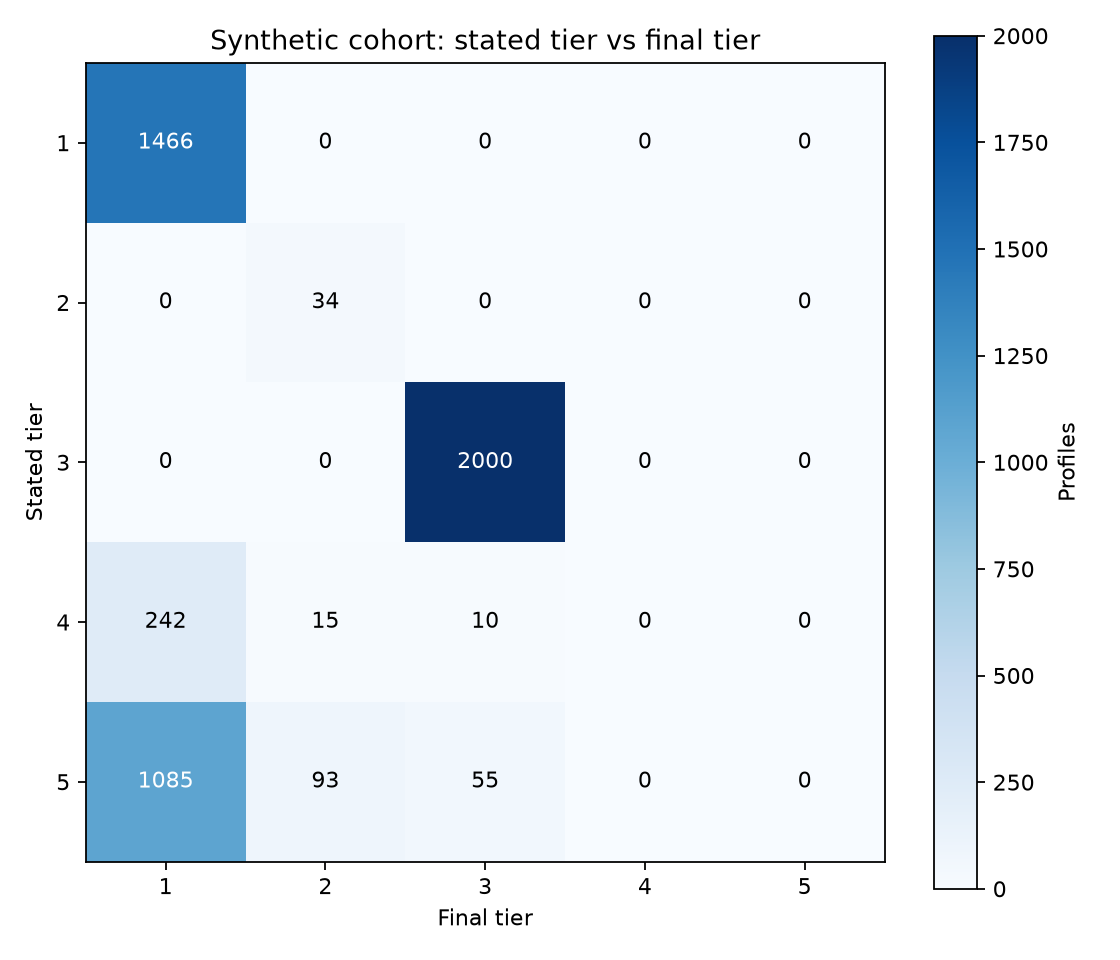 Synthetic cohort: stated tier vs final tier
Stated tier
1 1466 0 0 0 0
2 0 34 0 0 0
3 0 0 2000 0 0
4 242 15 10 0 0
5 1085 93 55 0 0
1 2 3 4 5
Final tier
2000
1750
1500
1250
1000
750
500
250
0
Profiles